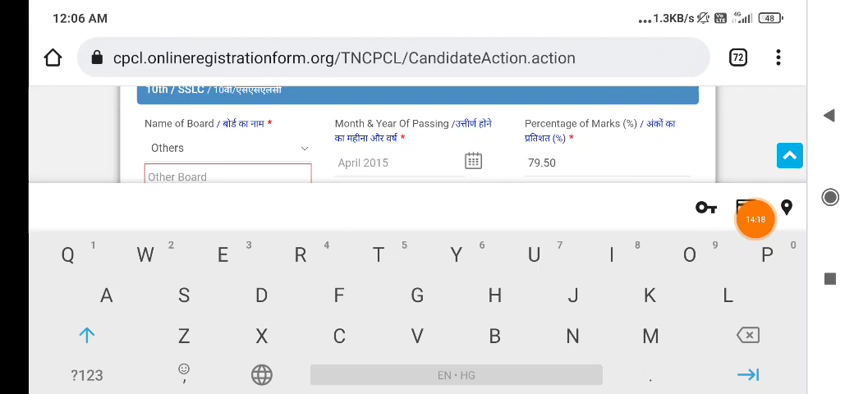 12:06 AM
...1.3KB/s 4G 48
cpcl.onlineregistrationform.org/TNCPCL/CandidateAction.action
72
10th / SSLC / 10वी/एसएसएलसी
Name of Board / बोर्ड का नाम * Month & Year Of Passing /उत्तीर्ण होने का महीना और वर्ष * Percentage of Marks (%) / अंकों का प्रतिशत (%) *
Others April 2015 79.50
Other Board
14:18
Q 1 W 2 E 3 R 4 T 5 Y 6 U 7 I 8 O 9 P 0
A S D F G H J K L
Z X C V B N M
?123 , EN • HG .